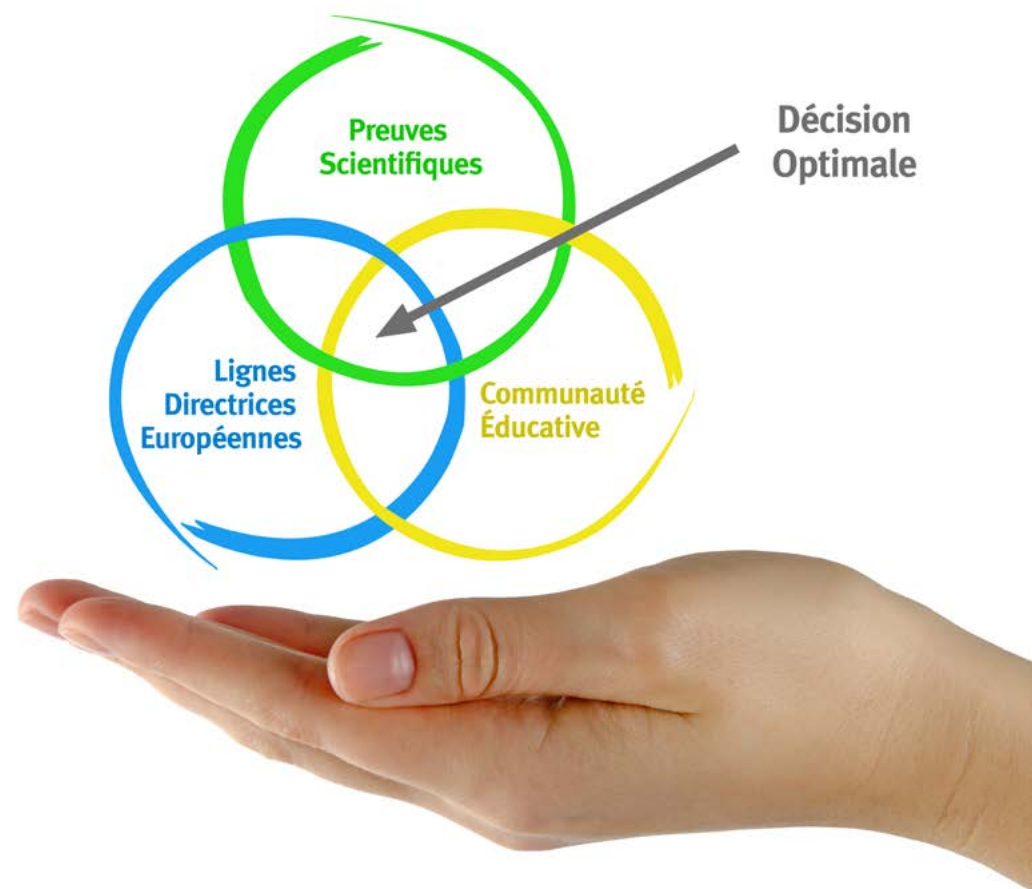 Preuves
Scientifiques
Décision
Optimale
Lignes
Directrices
Européennes
Communauté
Éducative